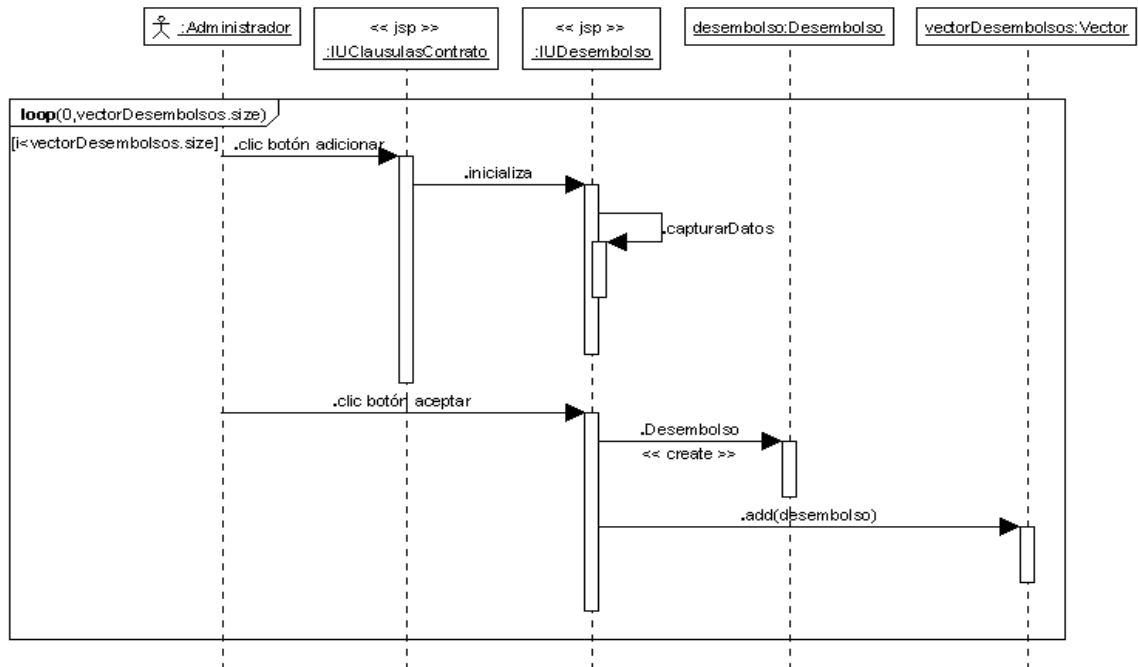 :Administrador
<< jsp >>
:IUClausulasContrato
<< jsp >>
:IUDesembolso
desembolso:Desembolso
vectorDesembolsos:Vector
loop(0,vectorDesembolsos.size)
[i<vectorDesembolsos.size]
.clic botón adicionar
.inicializa
.capturarDatos
.clic botón aceptar
.Desembolso
<< create >>
.add(desembolso)